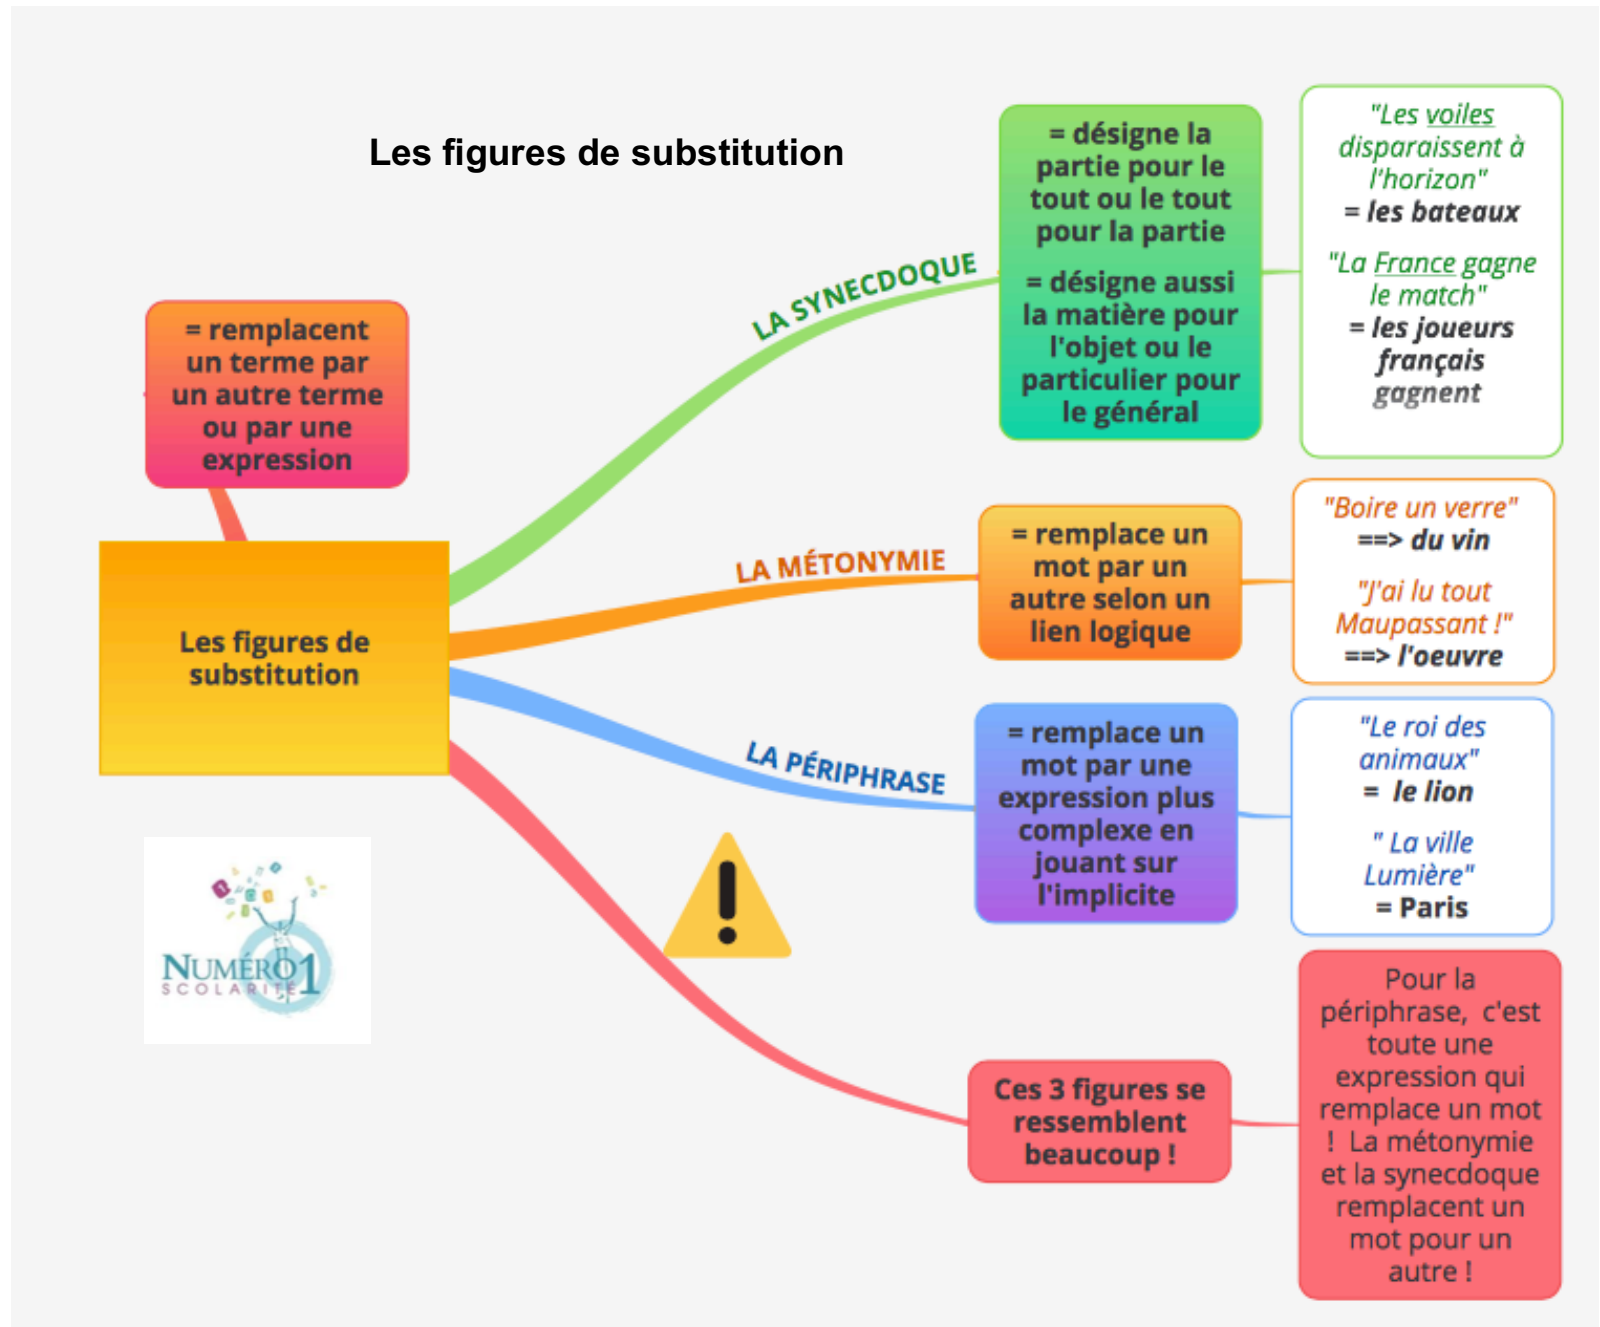 Les figures de substitution
= remplacent
un terme par
un autre terme
ou par une
expression
Les figures de
substitution
LA SYNECDOQUE
= désigne la
partie pour le
tout ou le tout
pour la partie
= désigne aussi
la matière pour
l'objet ou le
particulier pour
le général
"Les voiles
disparaissent à
l'horizon"
= les bateaux
"La France gagne
le match"
= les joueurs
français
gagnent
LA MÉTONYMIE
= remplace un
mot par un
autre selon un
lien logique
"Boire un verre"
==> du vin
"J'ai lu tout
Maupassant !"
==> l'oeuvre
LA PÉRIPHRASE
= remplace un
mot par une
expression plus
complexe en
jouant sur
l'implicite
"Le roi des
animaux"
= le lion
" La ville
Lumière"
= Paris
Ces 3 figures se
ressemblent
beaucoup !
Pour la
périphrase, c'est
toute une
expression qui
remplace un mot
! La métonymie
et la synecdoque
remplacent un
mot pour un
autre !
NUMÉRO1
SCOLARITÉ